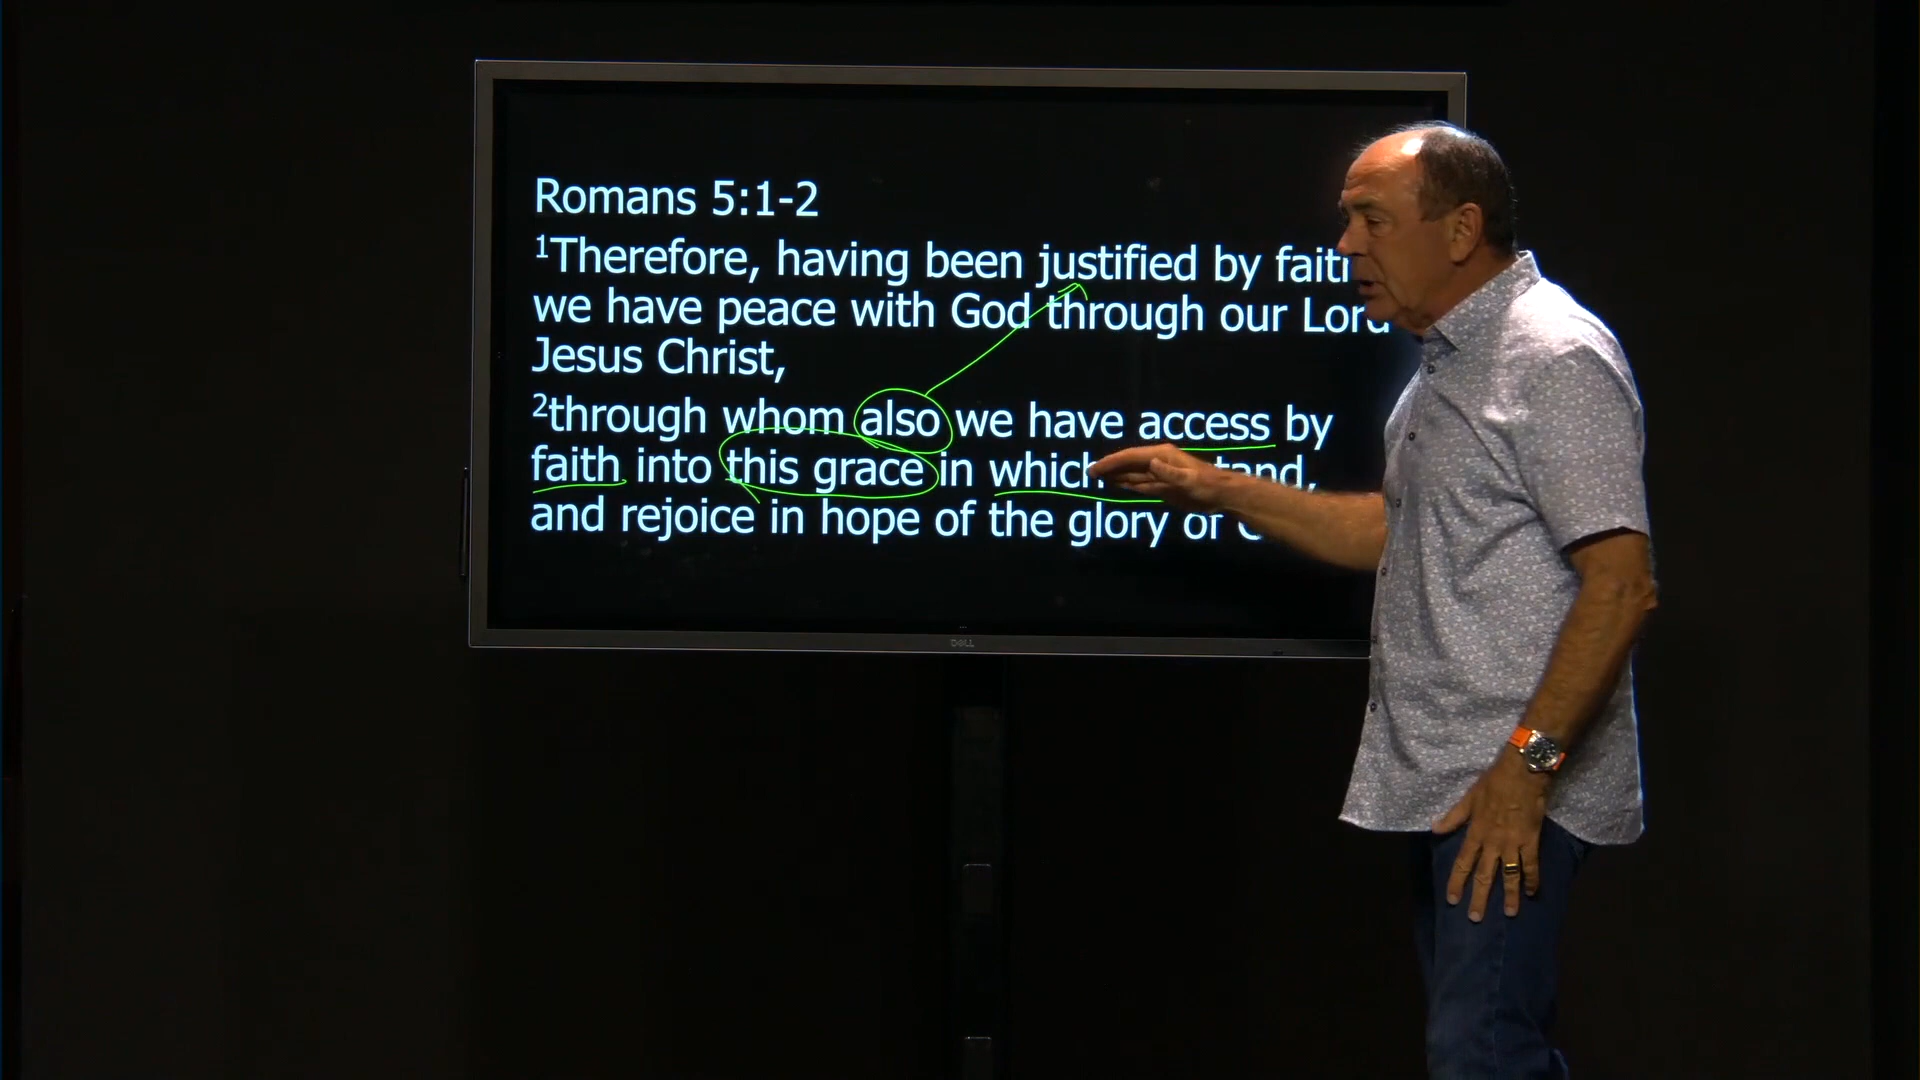 Romans 5:1-2
¹Therefore, having been justified by
we have peace with God through our Lord
Jesus Christ,
²through whom also we have access by
faith into this grace in which
and rejoice in hope of the glory of
DELL